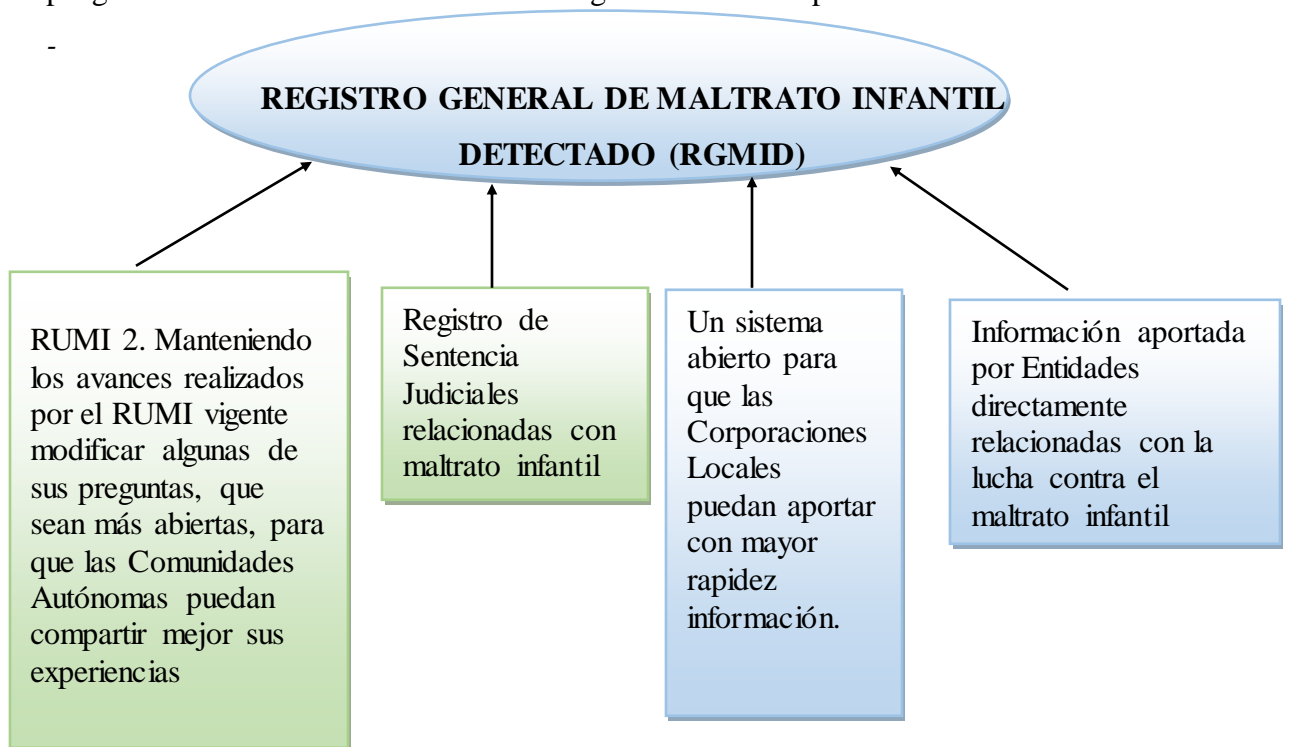 -
REGISTRO GENERAL DE MALTRATO INFANTIL
DETECTADO (RGMID)
RUMI 2. Manteniendo
los avances realizados
por el RUMI vigente
modificar algunas de
sus preguntas, que
sean más abiertas, para
que las Comunidades
Autónomas puedan
compartir mejor sus
experiencias
Registro de
Sentencia
Judiciales
relacionadas con
maltrato infantil
Un sistema
abierto para
que las
Corporaciones
Locales
puedan aportar
con mayor
rapidez
información.
Información aportada
por Entidades
directamente
relacionadas con la
lucha contra el
maltrato infantil